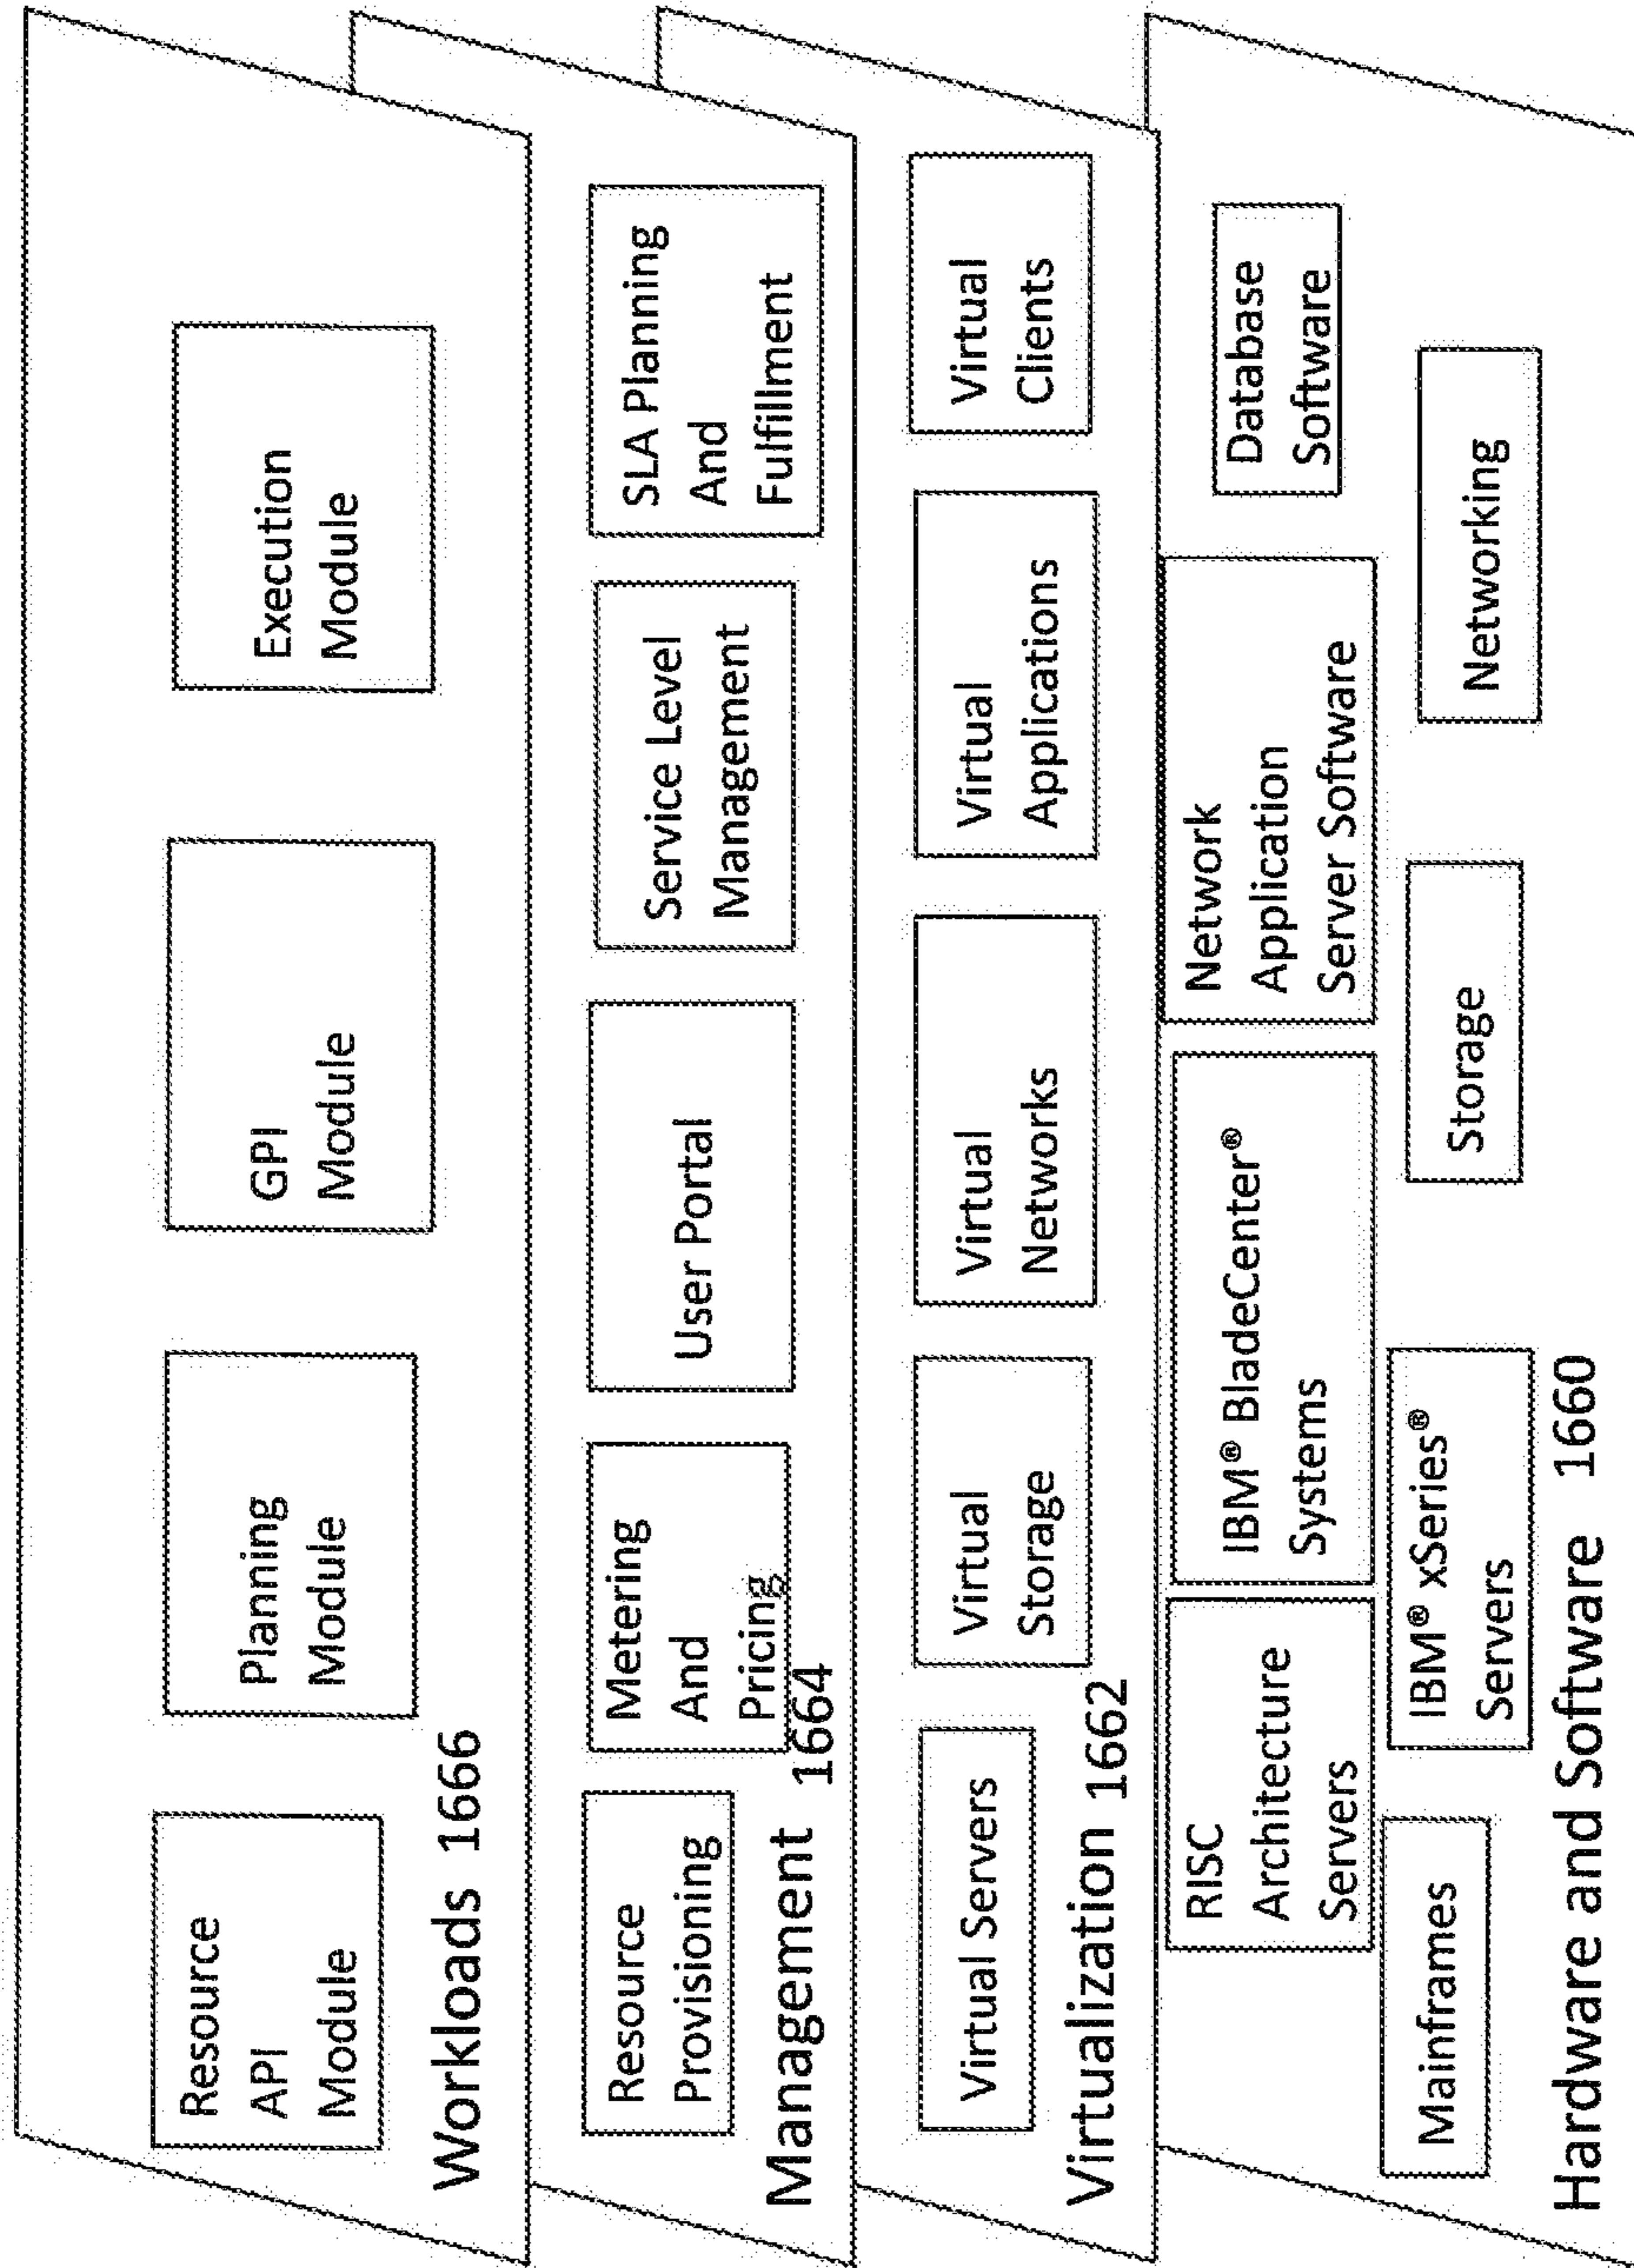 Resource
API
Module
Planning
Module
GPI
Module
Execution
Module
Workloads 1666
Resource
Provisioning
Metering
And
Pricing
User Portal
Service Level
Management
SLA Planning
And
Fulfillment
Management 1664
Virtual Servers
Virtual
Storage
Virtual
Networks
Virtual
Applications
Virtual
Clients
Virtualization 1662
RISC
Architecture
Servers
IBM® BladeCenter®
Systems
Network
Application
Server Software
Database
Software
Mainframes
IBM® xSeries®
Servers
Storage
Networking
Hardware and Software 1660